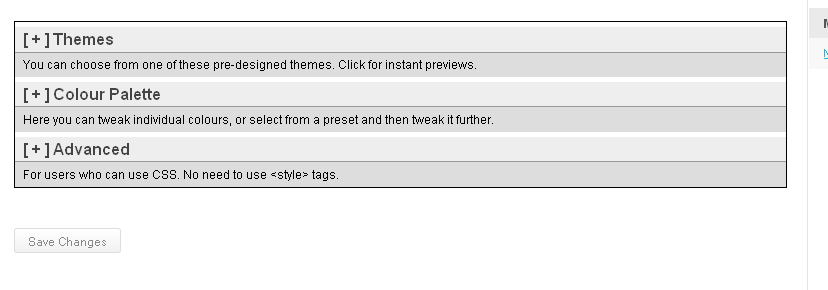 [ + ] Themes
You can choose from one of these pre-designed themes. Click for instant previews.
[ + ] Colour Palette
Here you can tweak individual colours, or select from a preset and then tweak it further.
[ + ] Advanced
For users who can use CSS. No need to use <style> tags.
Save Changes